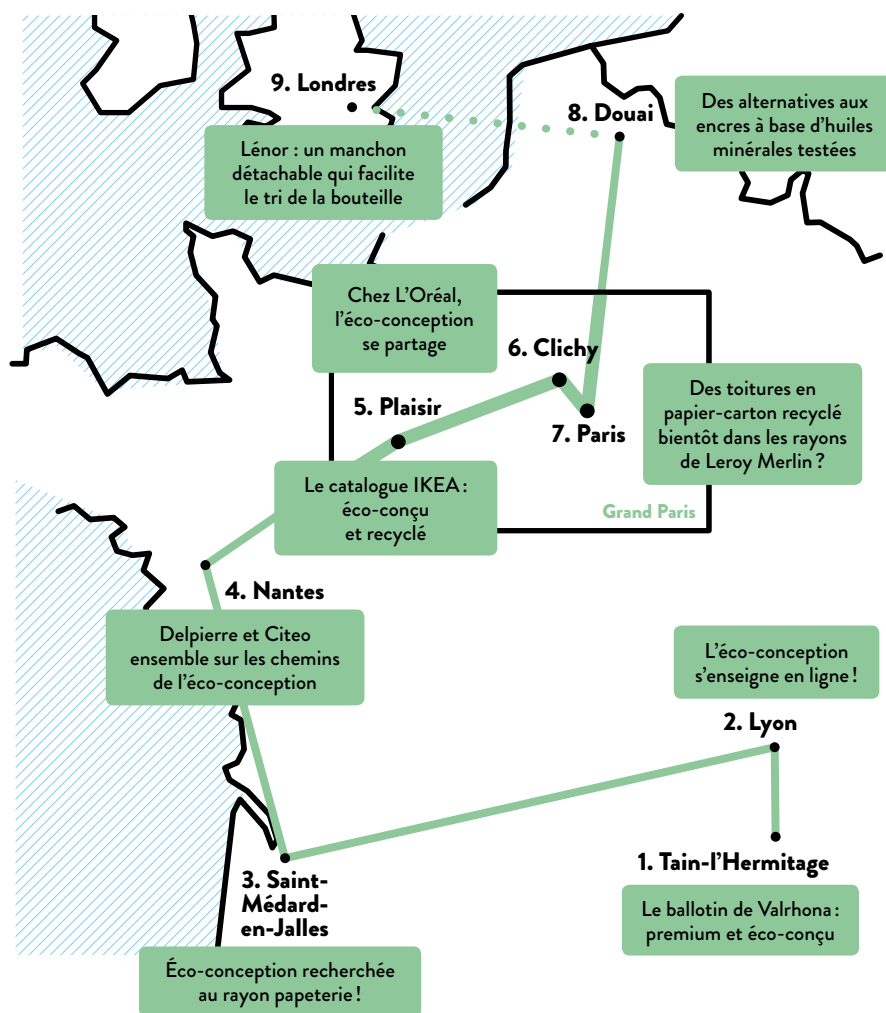 9. Londres
8. Douai
Des alternatives aux
encres à base d’huiles
minérales testées
Lénor : un manchon
détachable qui facilite
le tri de la bouteille
Chez L’Oréal,
l’éco-conception
se partage
6. Clichy
5. Plaisir
7. Paris
Des toitures en
papier-carton recyclé
bientôt dans les rayons
de Leroy Merlin ?
Le catalogue IKEA :
éco-conçu
et recyclé
Grand Paris
4. Nantes
Delpierre et Citeo
ensemble sur les chemins
de l’éco-conception
L’éco-conception
s’enseigne en ligne !
2. Lyon
1. Tain-l’Hermitage
Le ballotin de Valrhona :
premium et éco-conçu
3. Saint-
Médard-
en-Jalles
Éco-conception recherchée
au rayon papeterie !